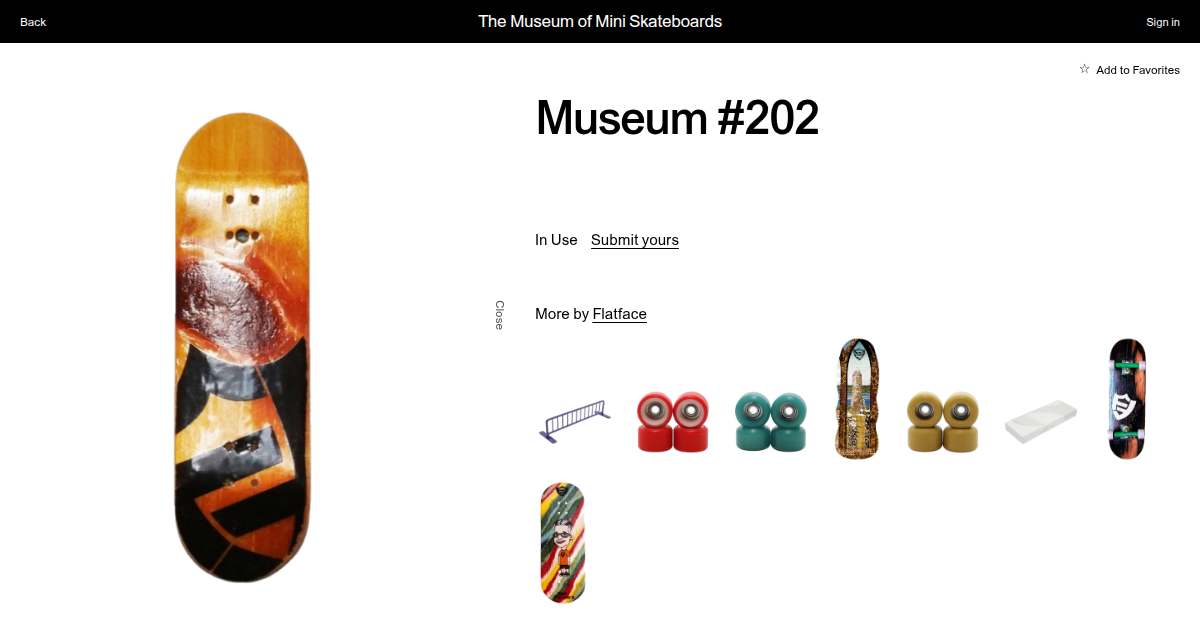 Back
The Museum of Mini Skateboards
Sign in
☆ Add to Favorites
Museum #202
In Use Submit yours
Close
More by Flatface